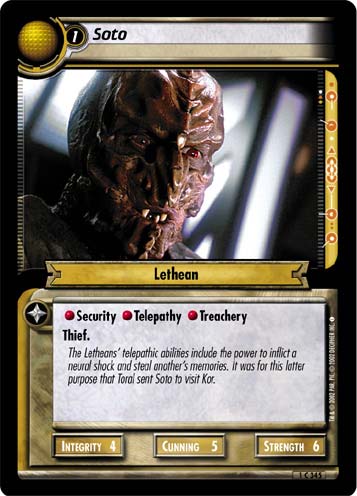 1 Soto
Lethean
Security Telepathy Treachery
Thief.
The Letheans' telepathic abilities include the power to inflict a
neural shock and steal another's memories. It was for this latter
purpose that Toral sent Soto to visit Kor.
INTEGRITY 4 CUNNING 5 STRENGTH 6
1 C 345